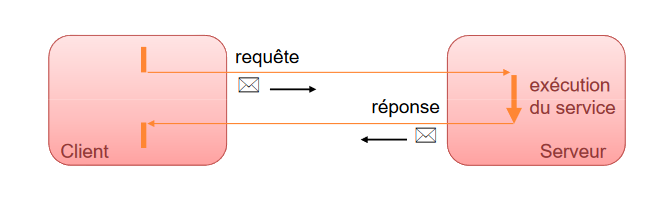 requête
exécution
du service
réponse
Client
Serveur